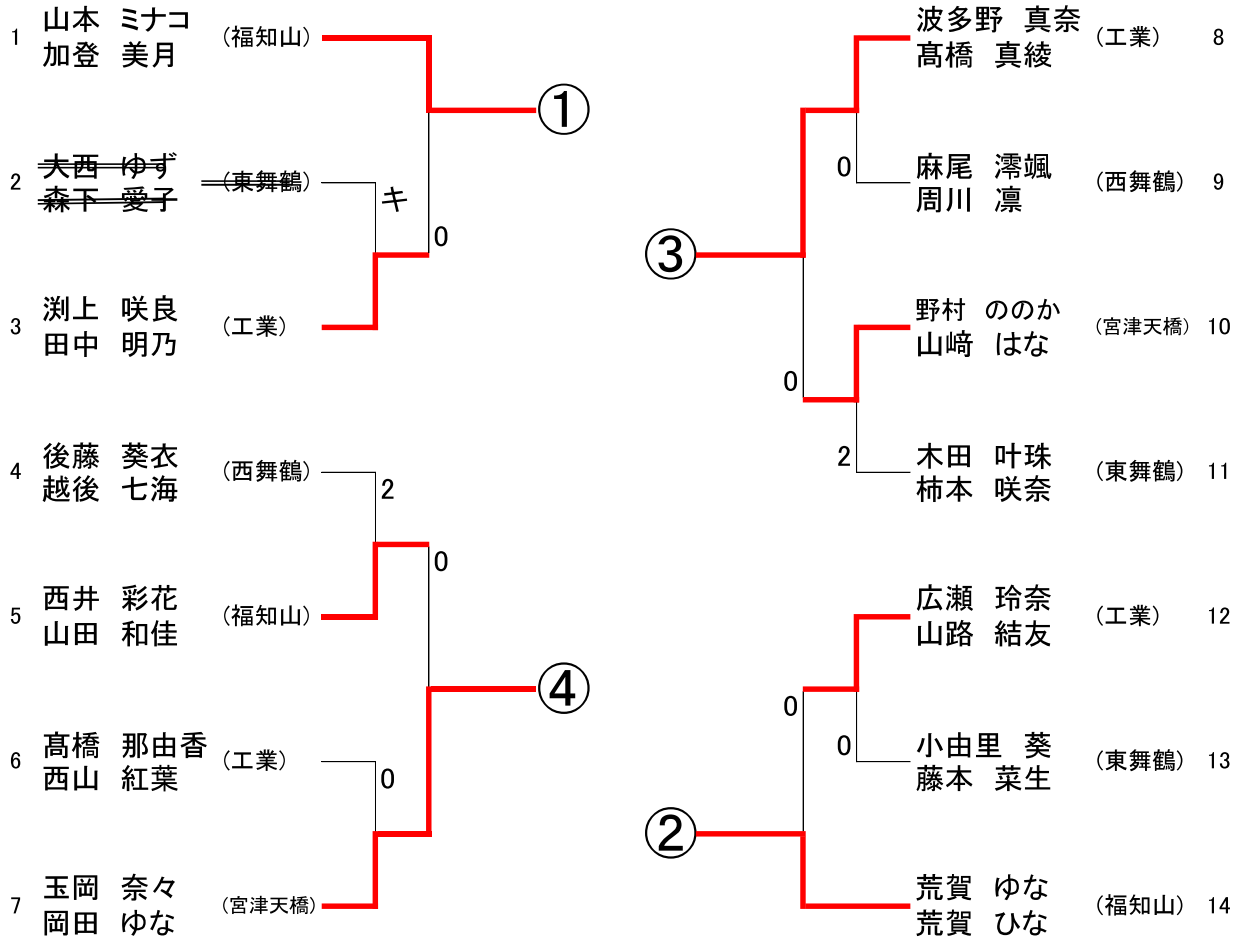 1 山本 ミナコ
加登 美月
(福知山)
①
2 大西 ゆず
森下 愛子
(東舞鶴)
キ
0
3 渕上 咲良
田中 明乃
(工業)
4 後藤 葵衣
越後 七海
(西舞鶴)
2
0
5 西井 彩花
山田 和佳
(福知山)
④
6 髙橋 那由香
西山 紅葉
(工業)
0
7 玉岡 奈々
岡田 ゆな
(宮津天橋)
波多野 真奈
髙橋 真綾
(工業) 8
0
麻尾 澪颯
周川 凛
(西舞鶴) 9
③
野村 ののか
山﨑 はな
(宮津天橋) 10
0
2
木田 叶珠
柿本 咲奈
(東舞鶴) 11
広瀬 玲奈
山路 結友
(工業) 12
0
0
小由里 葵
藤本 菜生
(東舞鶴) 13
②
荒賀 ゆな
荒賀 ひな
(福知山) 14